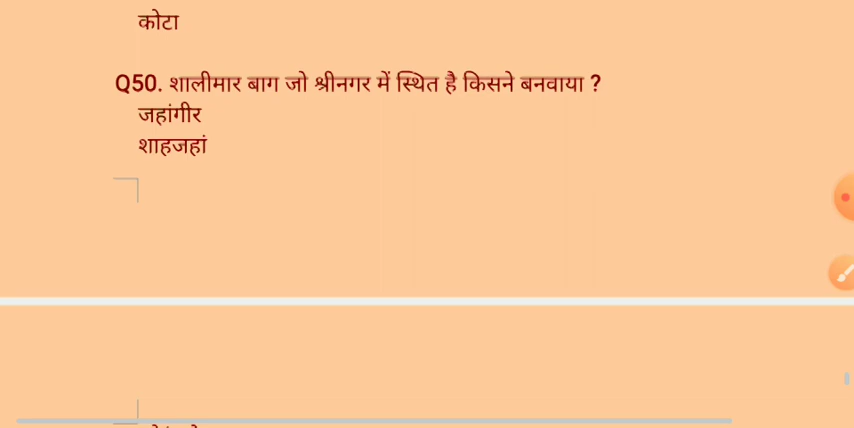 कोटा
Q50. शालीमार बाग जो श्रीनगर में स्थित है किसने बनवाया ?
जहांगीर
शाहजहां